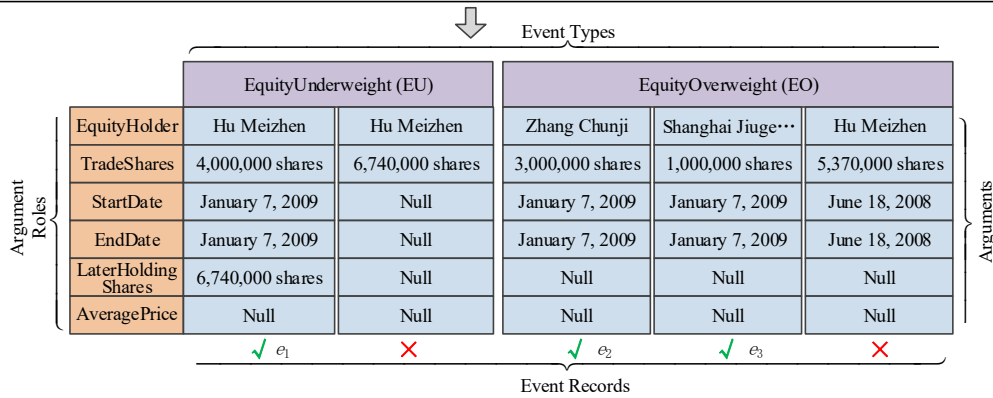 Event Types
EquityUnderweight (EU) EquityOverweight (EO)
EquityHolder Hu Meizhen Hu Meizhen Zhang Chunji Shanghai Jiuge⋯ Hu Meizhen
TradeShares 4,000,000 shares 6,740,000 shares 3,000,000 shares 1,000,000 shares 5,370,000 shares
StartDate January 7, 2009 Null January 7, 2009 January 7, 2009 June 18, 2008
EndDate January 7, 2009 Null January 7, 2009 January 7, 2009 June 18, 2008
LaterHolding
Shares 6,740,000 shares Null Null Null Null
AveragePrice Null Null Null Null Null
Argument
Roles
Arguments
√ e1 × √ e2 √ e3 ×
Event Records